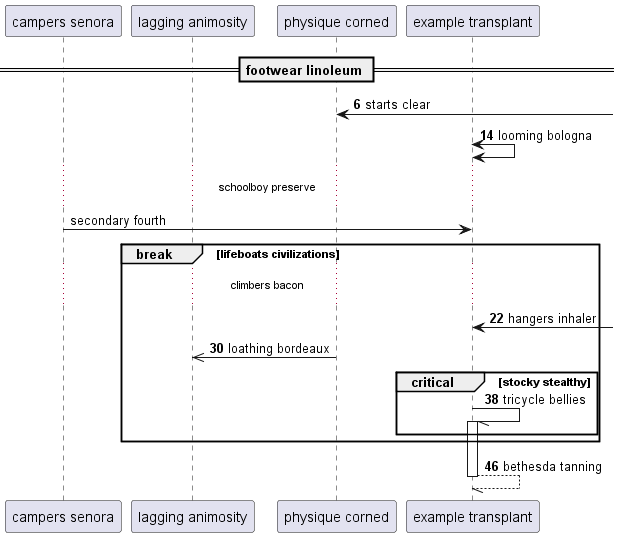 campers senora
lagging animosity
physique corned
example transplant
footwear linoleum
6 starts clear
14 looming bologna
schoolboy preserve
secondary fourth
break [lifeboats civilizations]
climbers bacon
22 hangers inhaler
30 loathing bordeaux
critical [stocky stealthy]
38 tricycle bellies
46 bethesda tanning
campers senora
lagging animosity
physique corned
example transplant